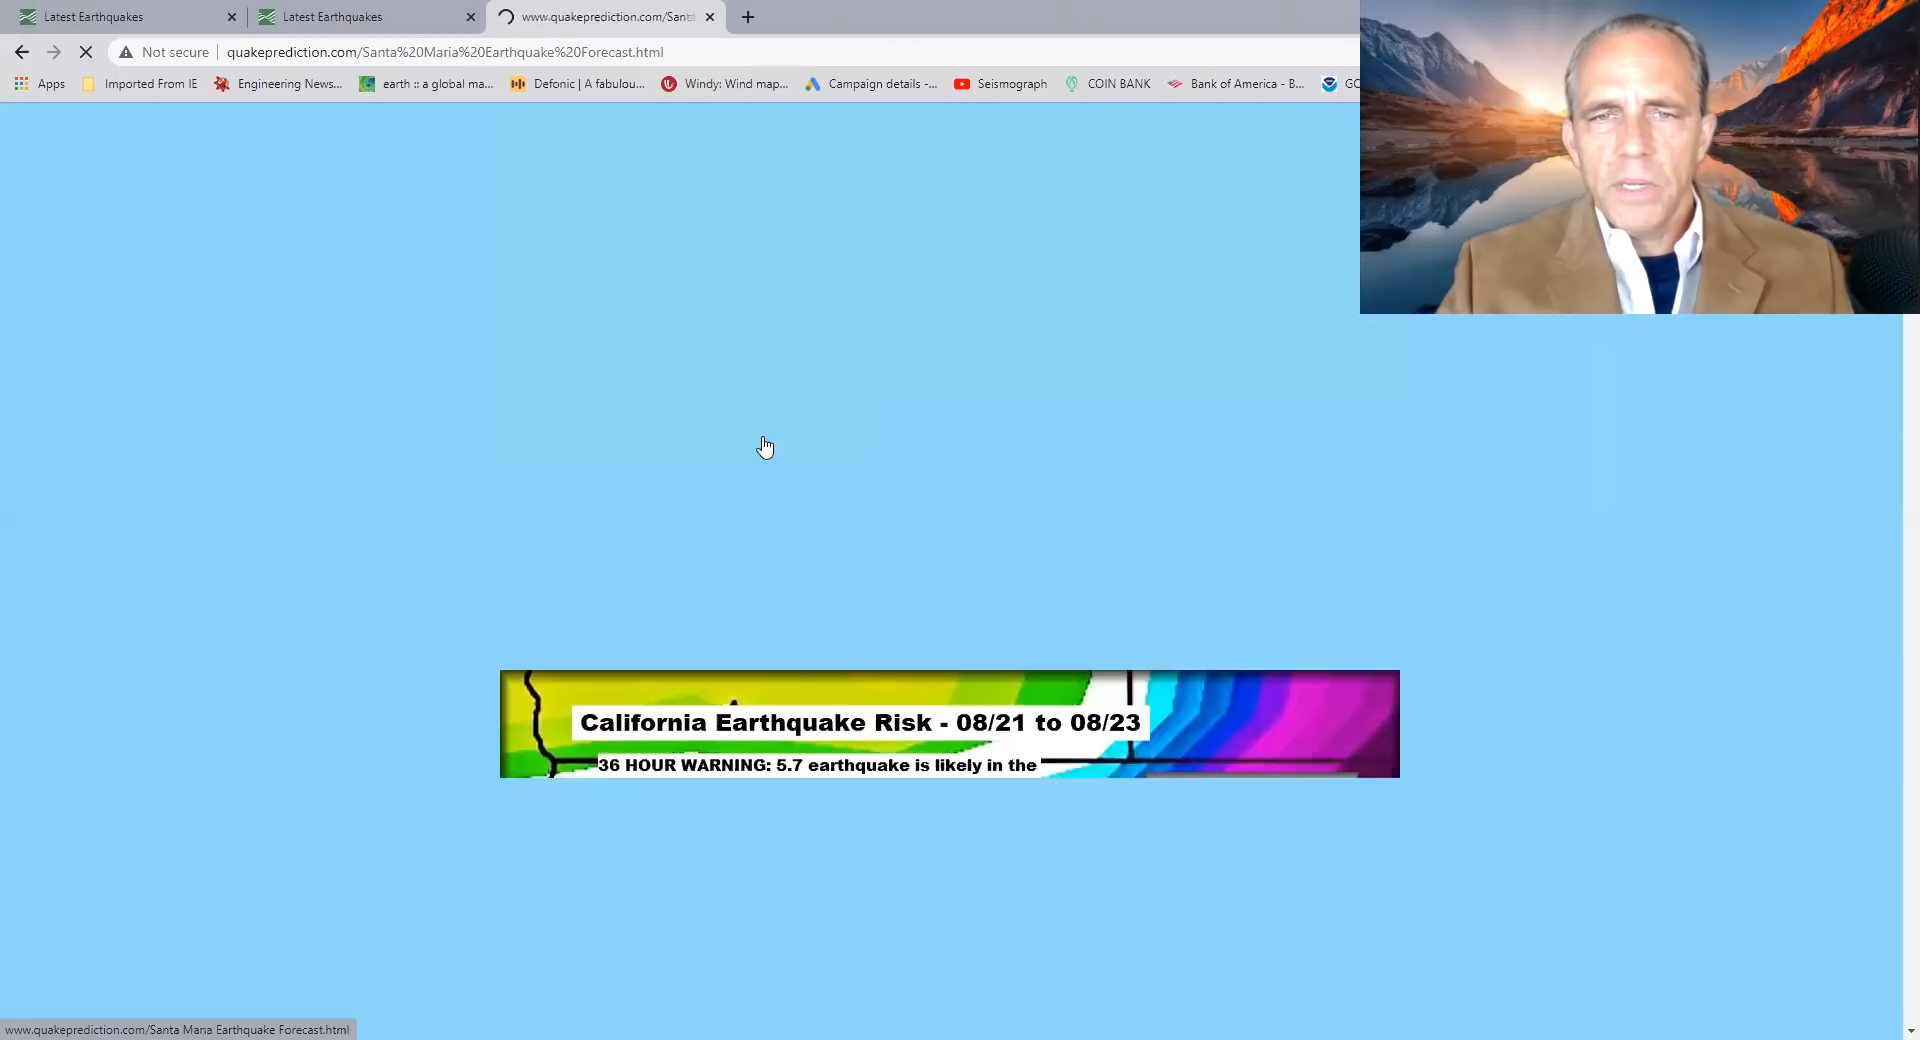 Latest Earthquakes
Latest Earthquakes
www.quakeprediction.com/Santa
Not secure
quakeprediction.com/Santa%20Maria%20Earthquake%20Forecast.html
Apps
Imported From IE
Engineering News...
earth :: a global ma...
Defonic | A fabulou...
Windy: Wind map...
Campaign details -...
Seismograph
COIN BANK
Bank of America - B...
GO
California Earthquake Risk - 08/21 to 08/23
36 HOUR WARNING: 5.7 earthquake is likely in the
www.quakeprediction.com/Santa Maria Earthquake Forecast.html